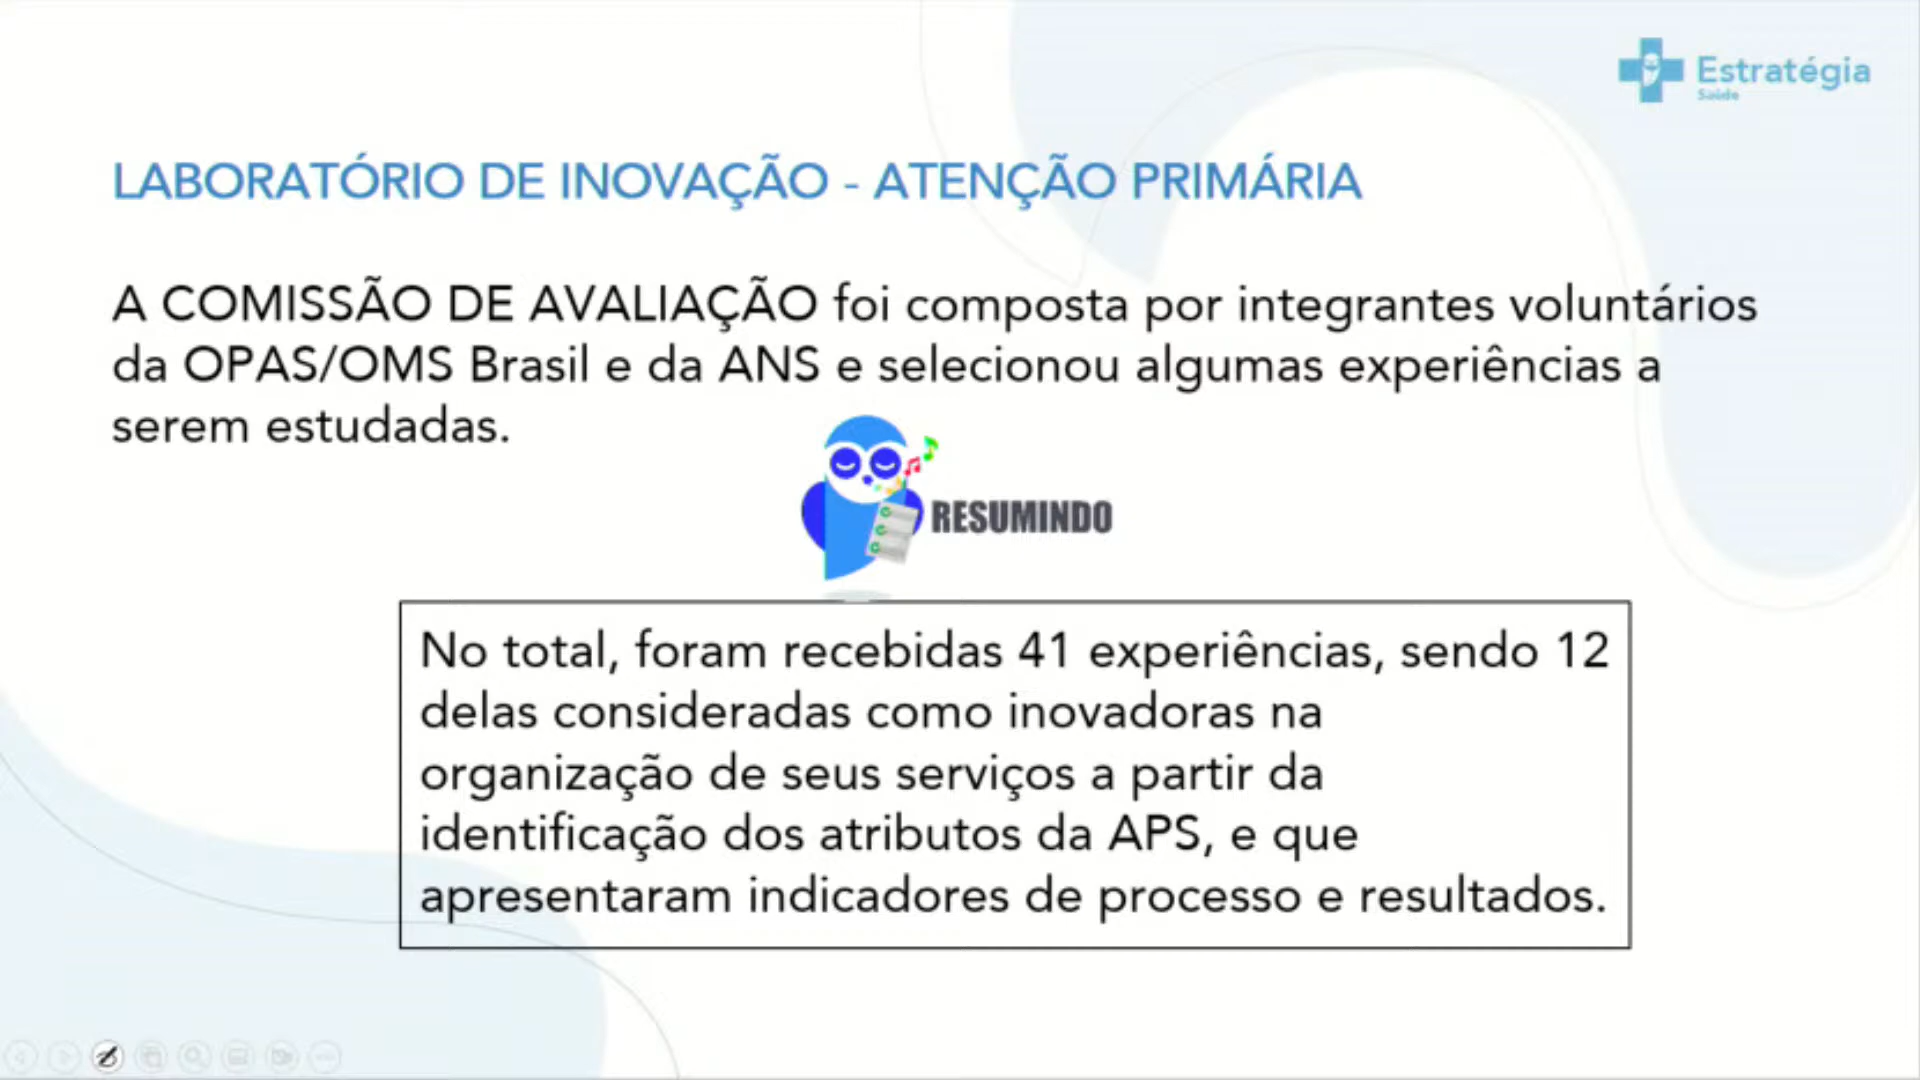 Estratégia
Saúde
LABORATÓRIO DE INOVAÇÃO - ATENÇÃO PRIMÁRIA
A COMISSÃO DE AVALIAÇÃO foi composta por integrantes voluntários
da OPAS/OMS Brasil e da ANS e selecionou algumas experiências a
serem estudadas.
RESUMINDO
No total, foram recebidas 41 experiências, sendo 12
delas consideradas como inovadoras na
organização de seus serviços a partir da
identificação dos atributos da APS, e que
apresentaram indicadores de processo e resultados.